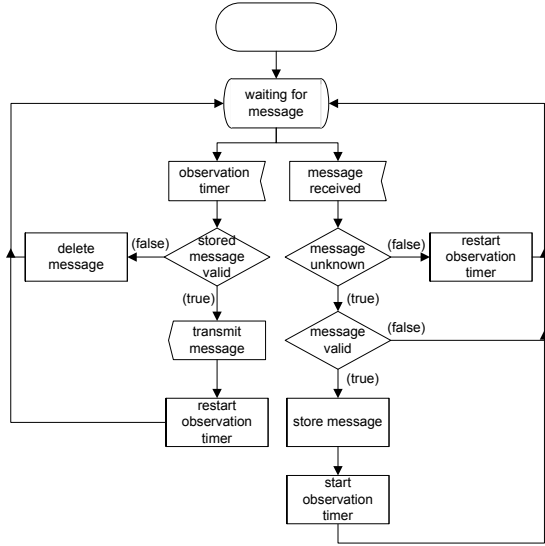 waiting for
message
observation
timer
message
received
delete
message
(false)
stored
message
valid
message
unknown
(false)
restart
observation
timer
(true)
(true)
transmit
message
message
valid
(false)
(true)
restart
observation
timer
store message
start
observation
timer